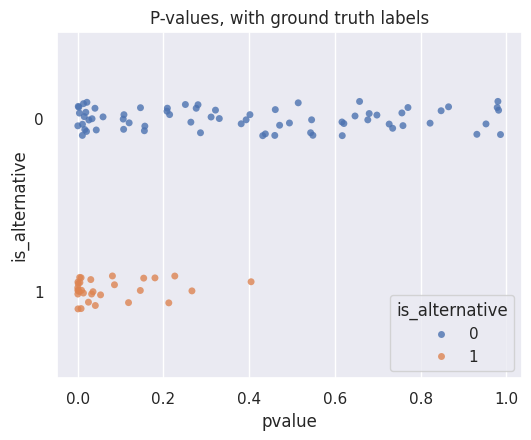 P-values, with ground truth labels
is_alternative
0
1
is_alternative
0
1
0.0 0.2 0.4 0.6 0.8 1.0
pvalue